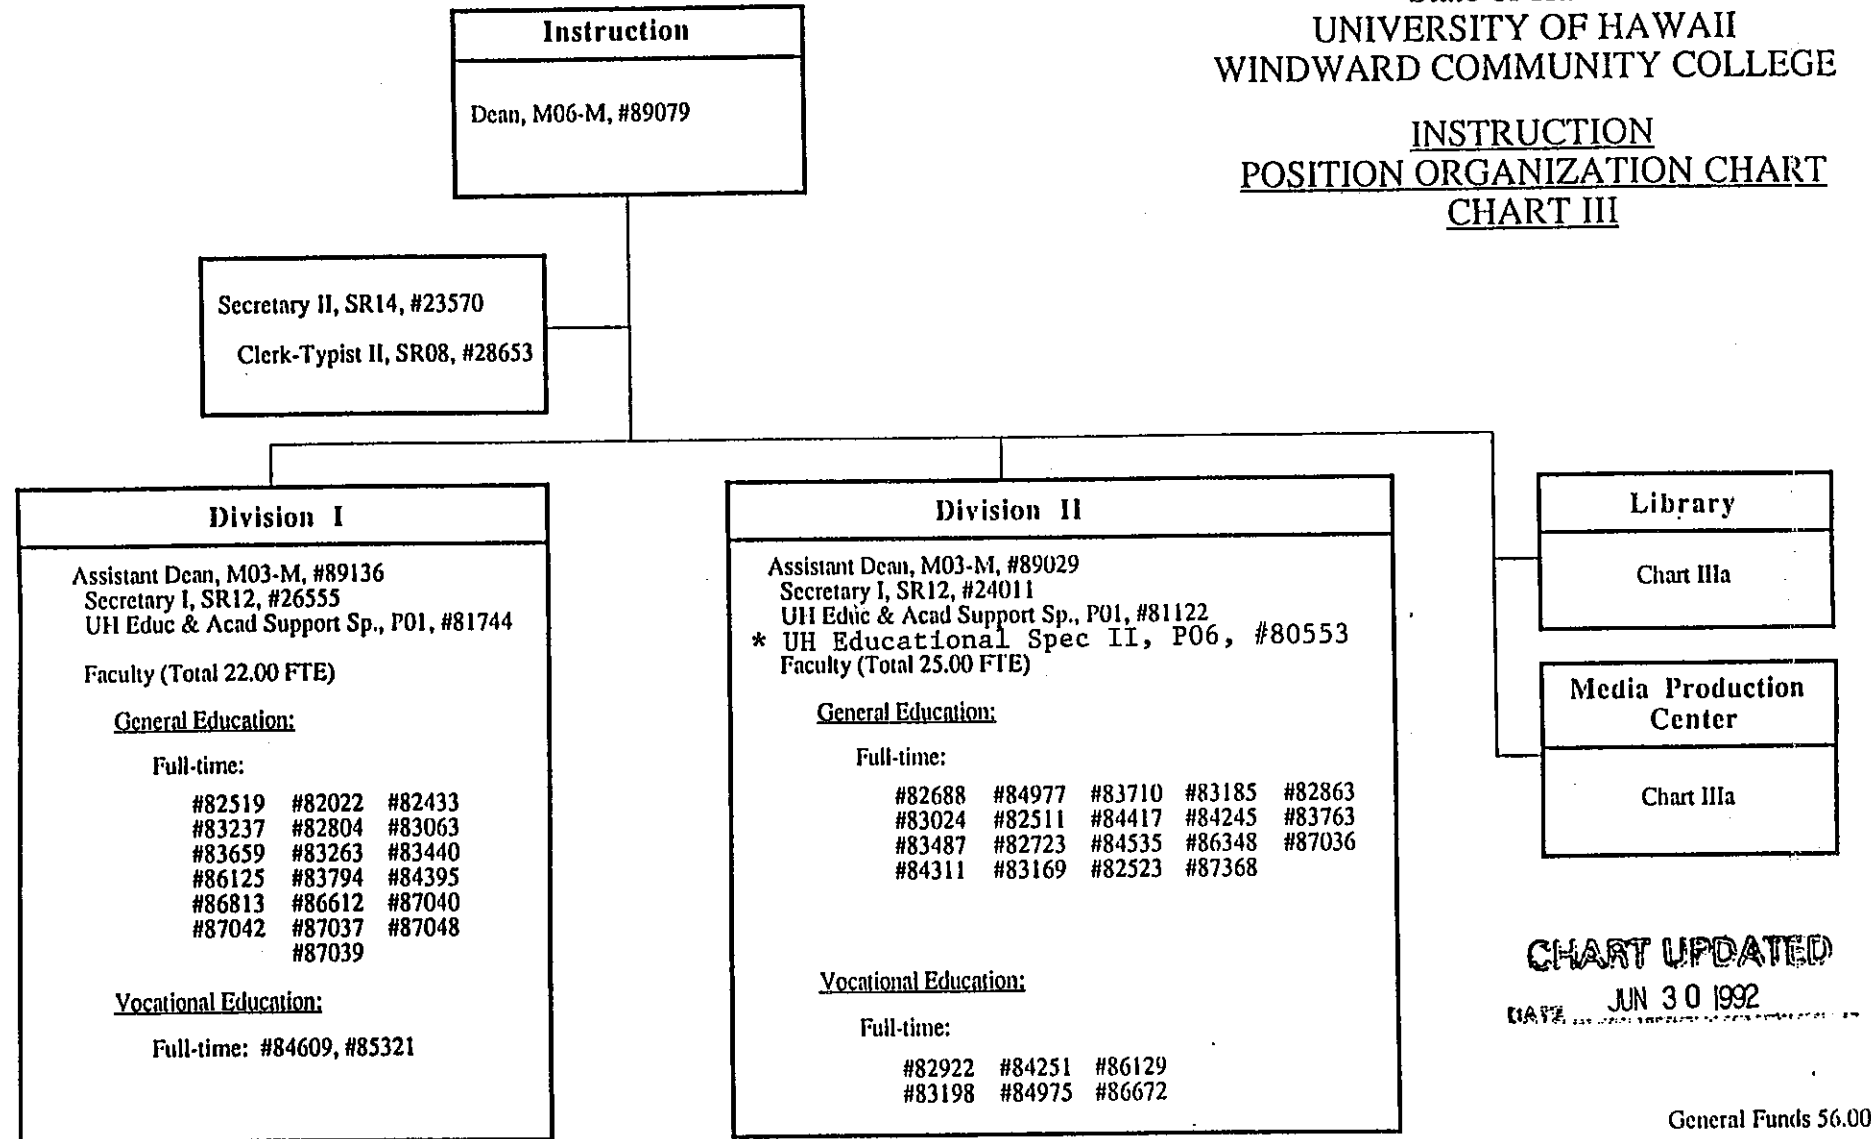 UNIVERSITY OF HAWAII
WINDWARD COMMUNITY COLLEGE
INSTRUCTION
POSITION ORGANIZATION CHART
CHART III
Instruction
Dean, M06-M, #89079
Secretary II, SR14, #23570
Clerk-Typist II, SR08, #28653
Division I
Assistant Dean, M03-M, #89136
Secretary I, SR12, #26555
UH Educ & Acad Support Sp., P01, #81744
Faculty (Total 22.00 FTE)
General Education:
Full-time:
#82519 #82022 #82433
#83237 #82804 #83063
#83659 #83263 #83440
#86125 #83794 #84395
#86813 #86612 #87040
#87042 #87037 #87048
#87039
Vocational Education:
Full-time: #84609, #85321
Division II
Assistant Dean, M03-M, #89029
Secretary I, SR12, #24011
UH Educ & Acad Support Sp., P01, #81122
* UH Educational Spec II, P06, #80553
Faculty (Total 25.00 FTE)
General Education:
Full-time:
#82688 #84977 #83710 #83185 #82863
#83024 #82511 #84417 #84245 #83763
#83487 #82723 #84535 #86348 #87036
#84311 #83169 #82523 #87368
Vocational Education:
Full-time:
#82922 #84251 #86129
#83198 #84975 #86672
Library
Chart IIIa
Media Production
Center
Chart IIIa
CHART UPDATED
DATE JUN 30 1992
General Funds 56.00